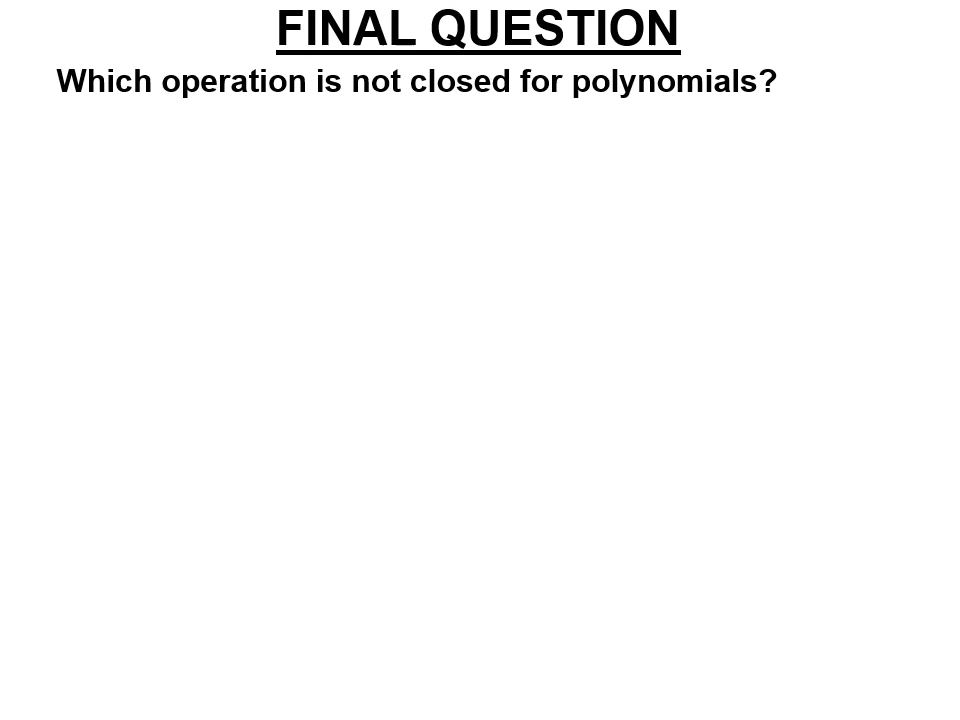 FINAL QUESTION
Which operation is not closed for polynomials?